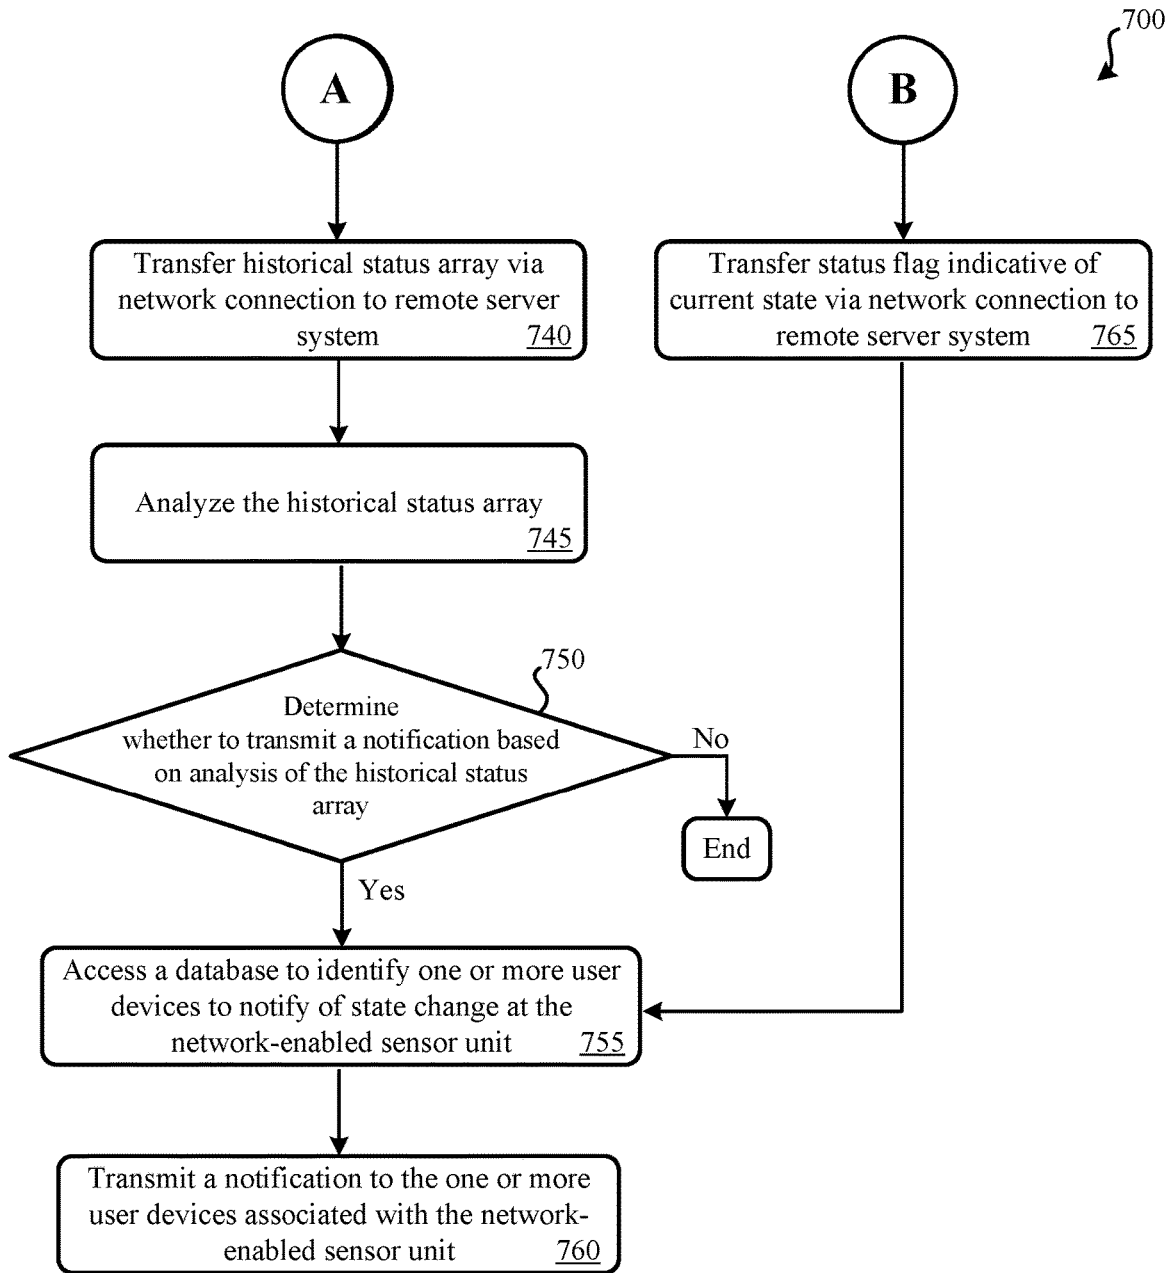 700
A
B
Transfer historical status array via
network connection to remote server
system 740
Transfer status flag indicative of
current state via network connection to
remote server system 765
Analyze the historical status array
745
750
Determine
whether to transmit a notification based
on analysis of the historical status
array
No
End
Yes
Access a database to identify one or more user
devices to notify of state change at the
network-enabled sensor unit 755
Transmit a notification to the one or more
user devices associated with the network-
enabled sensor unit 760